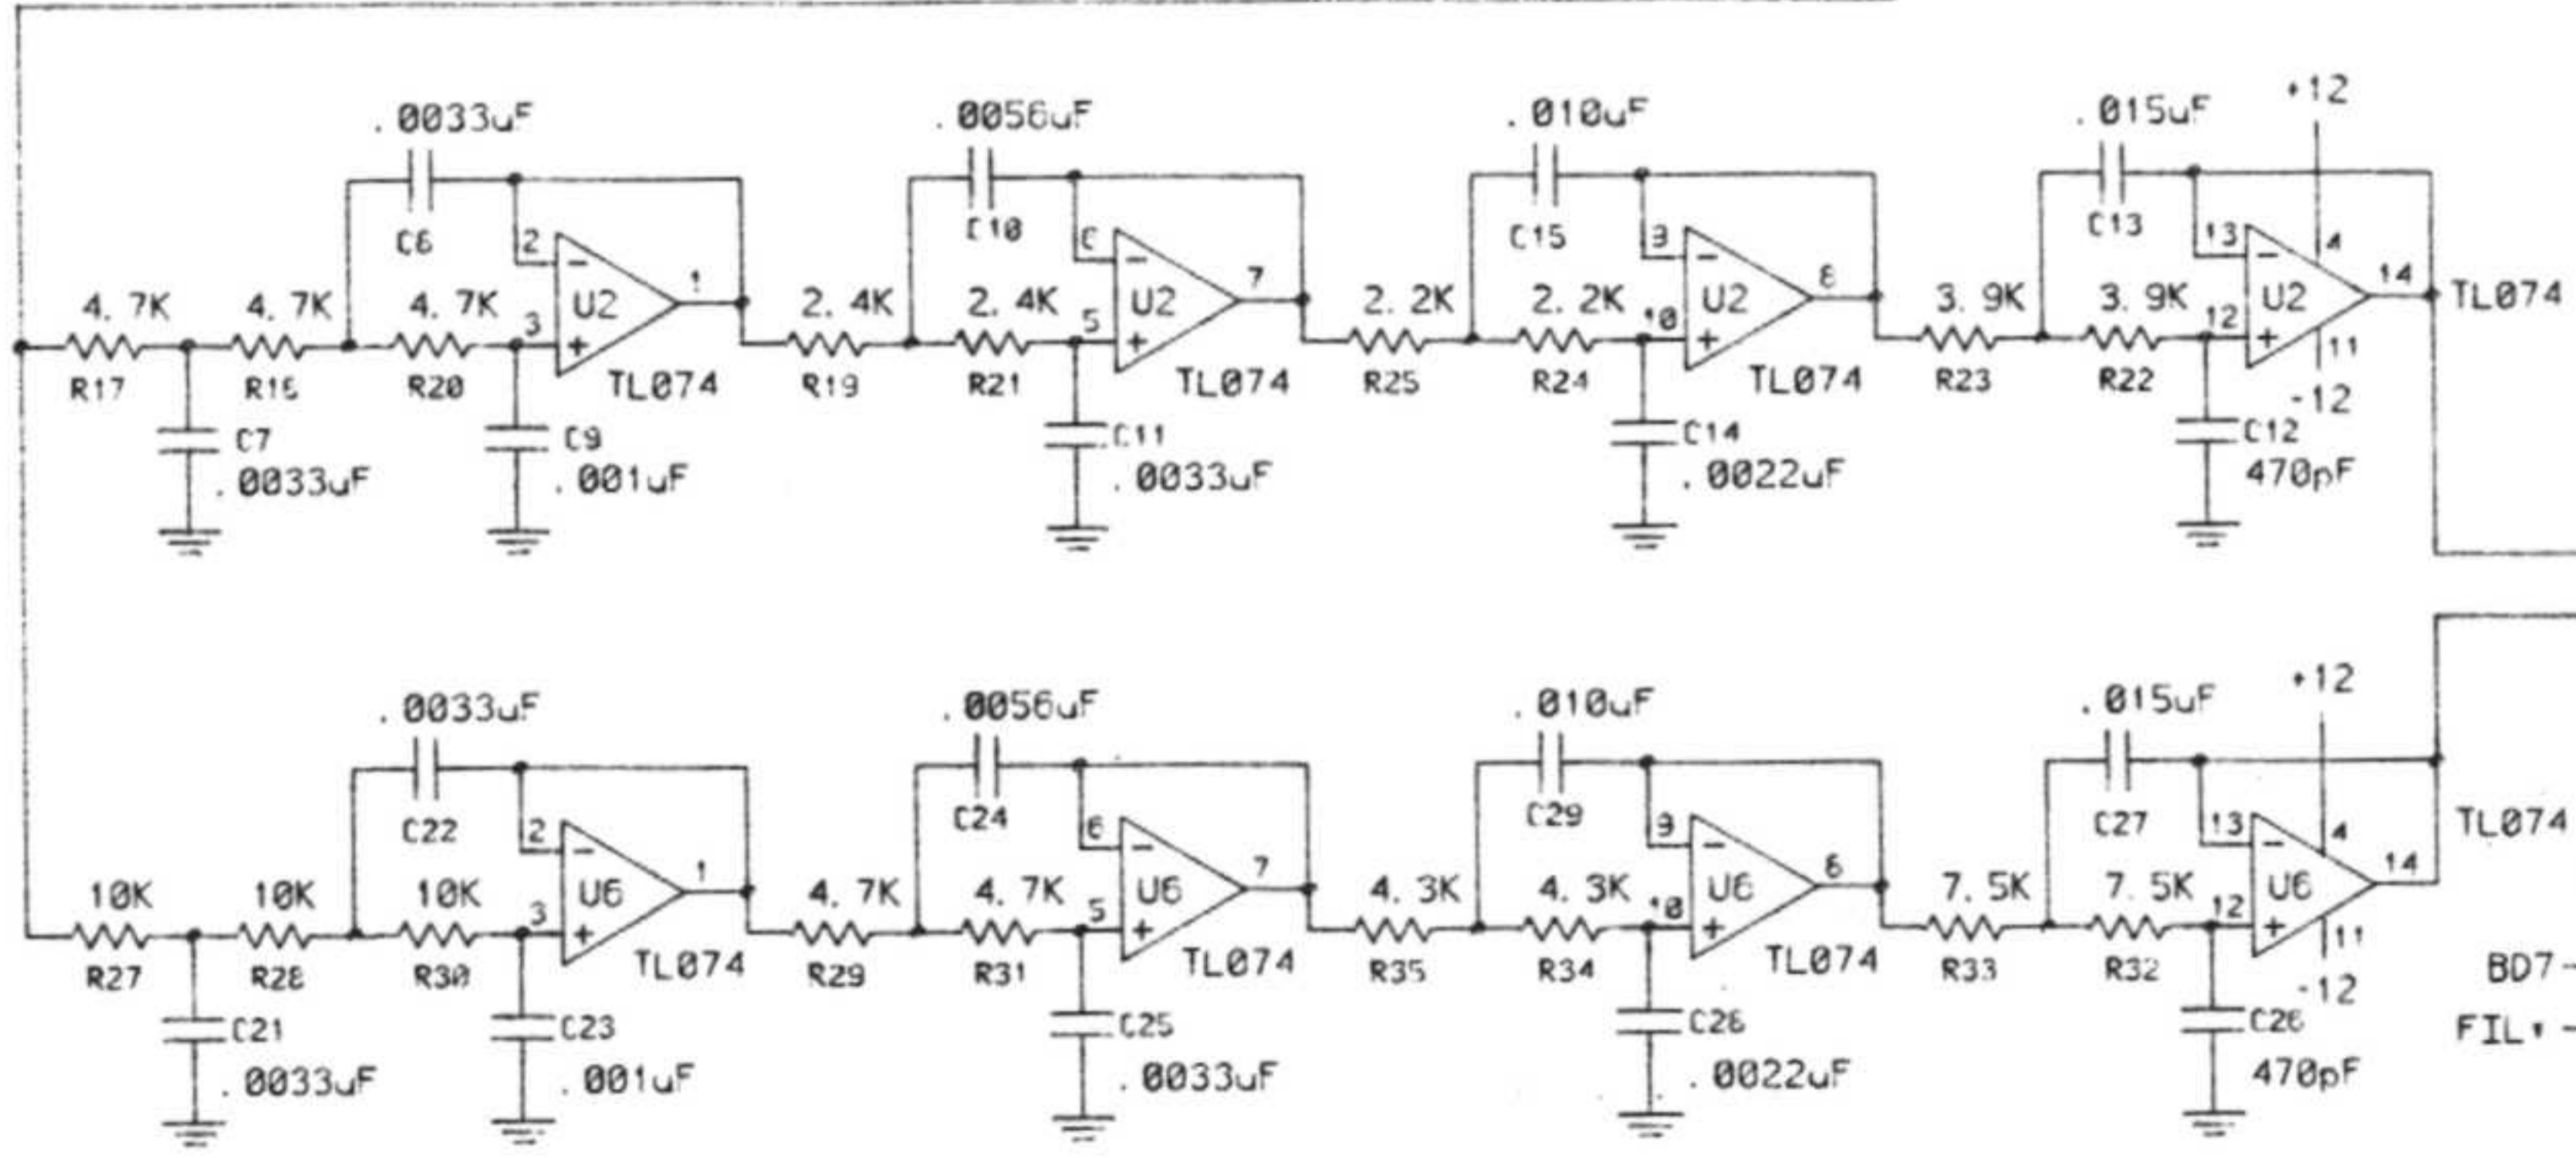 .0033uF .0056uF .010uF .015uF +12
C6 C10 C15 C13
2 6 9 13 4
4.7K 4.7K 4.7K U2 1 2.4K 2.4K U2 7 2.2K 2.2K U2 8 3.9K 3.9K U2 14 TL074
3 5 10 12 11
R17 R20 TL074 R19 R21 TL074 R25 R24 TL074 R23 R22 -12
C7 C9 C11 C14 C12
.0033uF .001uF .0033uF .0022uF 470pF
.0033uF .0056uF .010uF .015uF +12
C22 C24 C29 C27 TL074
2 6 9 13 4
10K 10K 10K U6 1 4.7K 4.7K U6 7 4.3K 4.3K U6 7.5K 7.5K U6 14
3 5 10 12 11
R27 R28 R30 TL074 R29 R31 TL074 R35 R34 TL074 R33 R32 -12 BD7-
C21 C23 C25 FIL
.0033uF .001uF .0033uF .0022uF 470pF